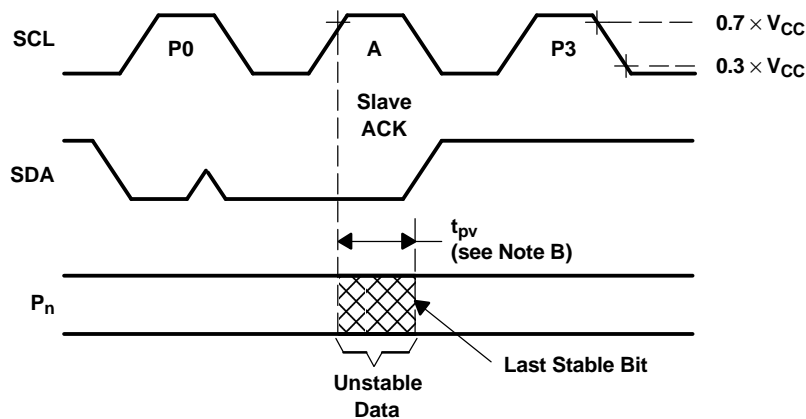 SCL
P0
A
P3
0.7 × VCC
0.3 × VCC
Slave
ACK
SDA
tpv
(see Note B)
Pn
Last Stable Bit
Unstable
Data